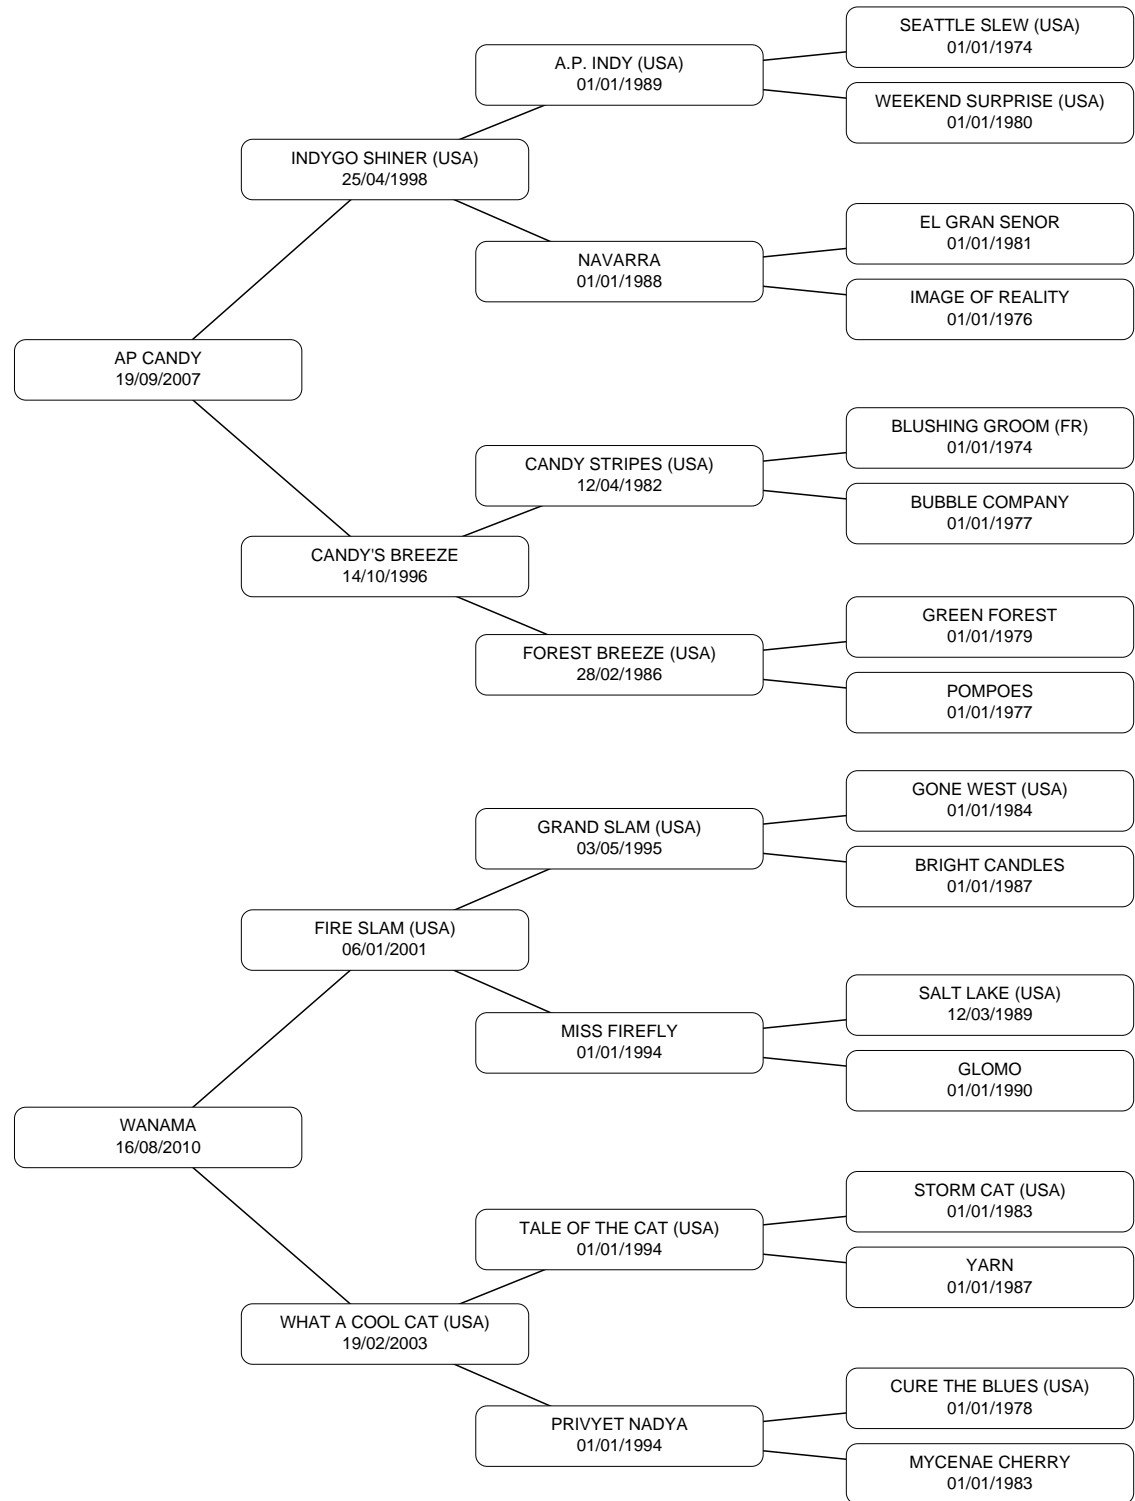 SEATTLE SLEW (USA)
01/01/1974
A.P. INDY (USA)
01/01/1989
WEEKEND SURPRISE (USA)
01/01/1980
INDYGO SHINER (USA)
25/04/1998
EL GRAN SENOR
01/01/1981
NAVARRA
01/01/1988
IMAGE OF REALITY
01/01/1976
AP CANDY
19/09/2007
BLUSHING GROOM (FR)
01/01/1974
CANDY STRIPES (USA)
12/04/1982
BUBBLE COMPANY
01/01/1977
CANDY'S BREEZE
14/10/1996
GREEN FOREST
01/01/1979
FOREST BREEZE (USA)
28/02/1986
POMPOES
01/01/1977
GONE WEST (USA)
01/01/1984
GRAND SLAM (USA)
03/05/1995
BRIGHT CANDLES
01/01/1987
FIRE SLAM (USA)
06/01/2001
SALT LAKE (USA)
12/03/1989
MISS FIREFLY
01/01/1994
GLOMO
01/01/1990
WANAMA
16/08/2010
STORM CAT (USA)
01/01/1983
TALE OF THE CAT (USA)
01/01/1994
YARN
01/01/1987
WHAT A COOL CAT (USA)
19/02/2003
CURE THE BLUES (USA)
01/01/1978
PRIVYET NADYA
01/01/1994
MYCENAE CHERRY
01/01/1983